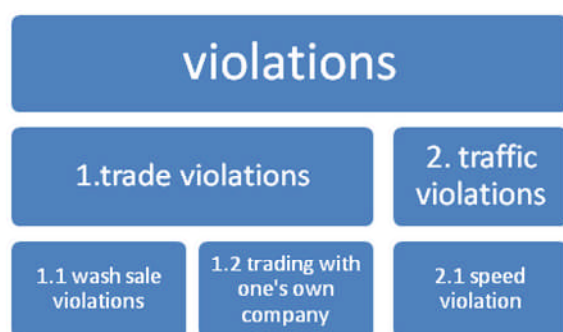 violations
1.trade violations
2. traffic
violations
1.1 wash sale
violations
1.2 trading with
one's own
company
2.1 speed
violation